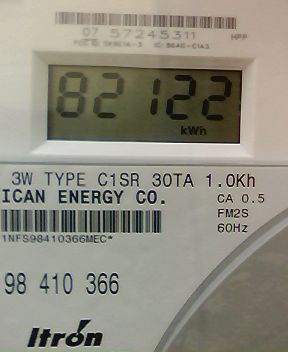 07 57245311 HPP
82122
kWh
3W TYPE C1SR 30TA 1.0Kh
ICAN ENERGY CO. CA 0.5
FM2S
1NFS98410366MEC* 60Hz
98 410 366
Itron